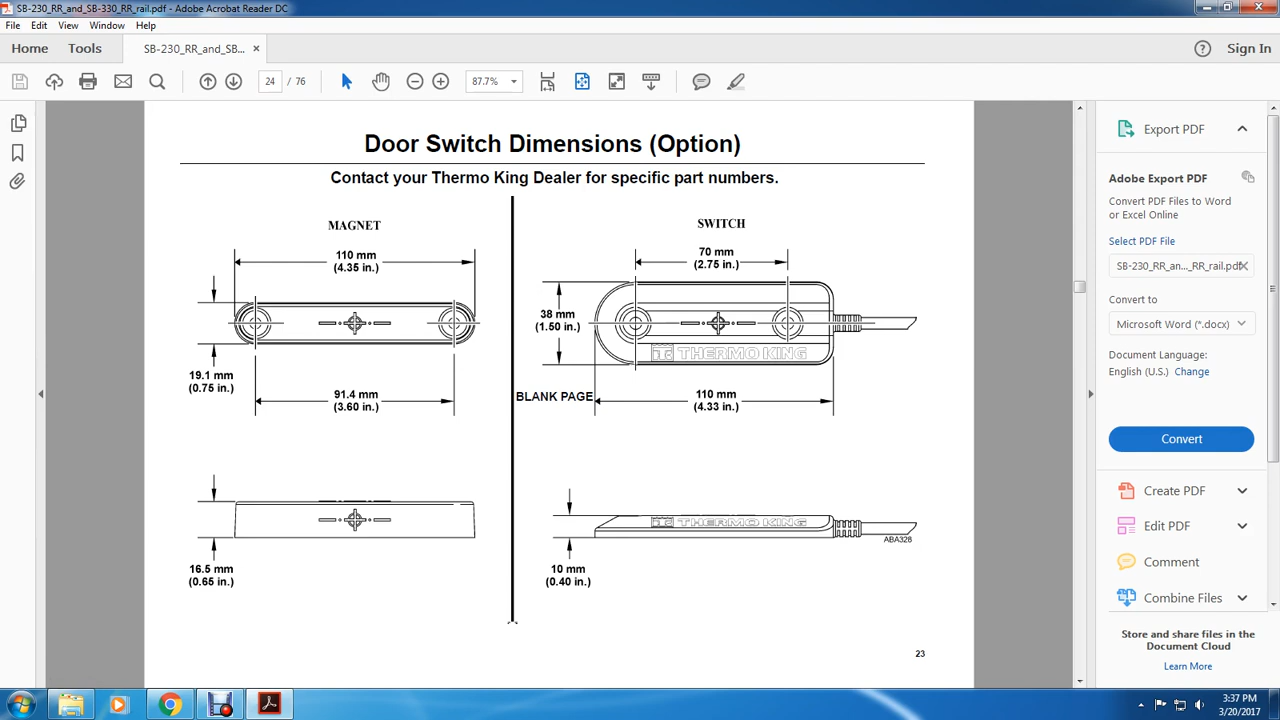 SB-230_RR_and_SB-330_RR_rail.pdf - Adobe Acrobat Reader DC
File Edit View Window Help
Home Tools SB-230_RR_and_SB... × Sign In
24 / 76 87.7%
Door Switch Dimensions (Option)
Contact your Thermo King Dealer for specific part numbers.
MAGNET
110 mm
(4.35 in.)
19.1 mm
(0.75 in.)
91.4 mm
(3.60 in.)
16.5 mm
(0.65 in.)
SWITCH
70 mm
(2.75 in.)
38 mm
(1.50 in.)
THERMO KING
BLANK PAGE
110 mm
(4.33 in.)
THERMO KING
ABA328
10 mm
(0.40 in.)
23
Export PDF
Adobe Export PDF
Convert PDF Files to Word
or Excel Online
Select PDF File
SB-230_RR_an..._RR_rail.pdf
Convert to
Microsoft Word (*.docx)
Document Language:
English (U.S.) Change
Convert
Create PDF
Edit PDF
Comment
Combine Files
Store and share files in the
Document Cloud
Learn More
3:37 PM
3/20/2017